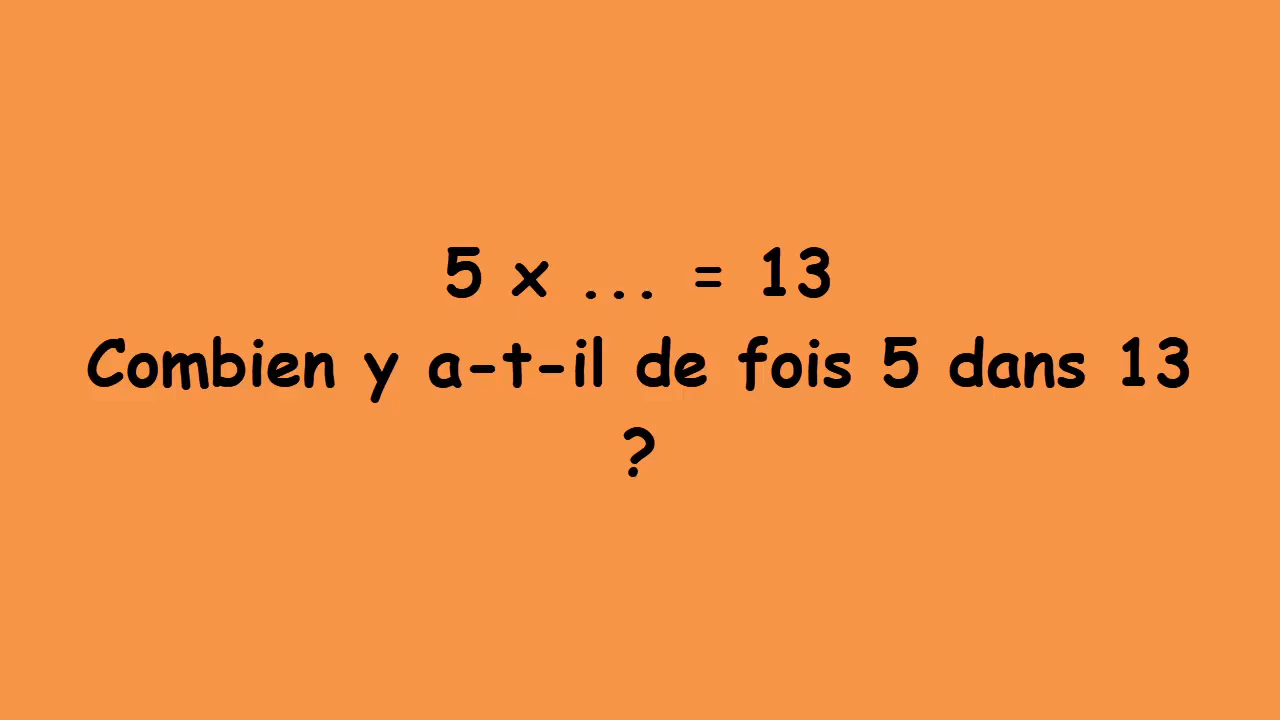 5 x ... = 13
Combien y a-t-il de fois 5 dans 13
?